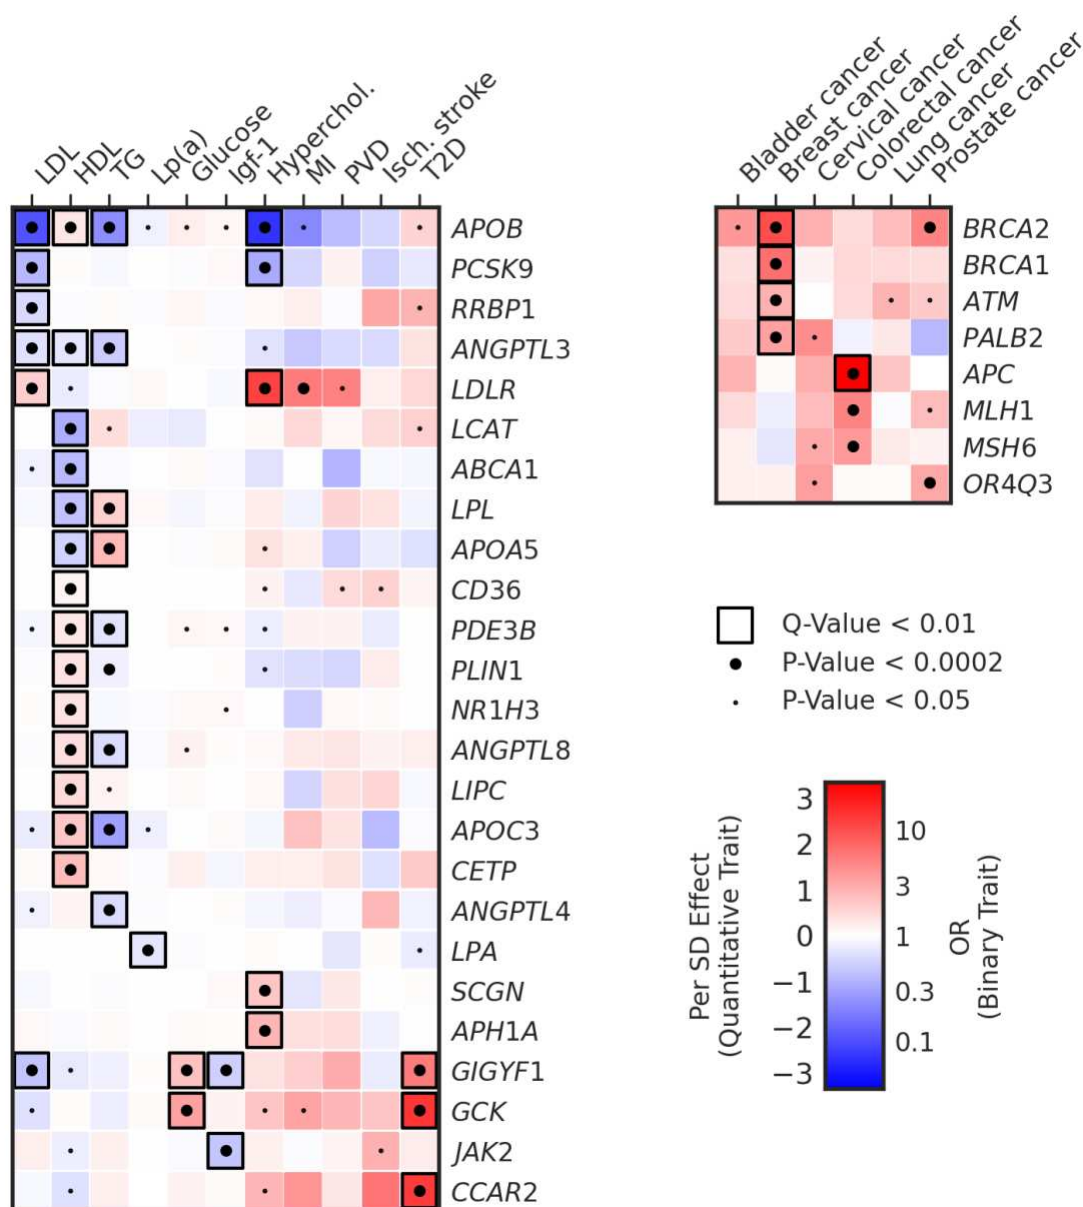 LDL
HDL
TG
Lp(a)
Glucose
Igf-1
Hyperchol.
MI
PVD
Isch. stroke
T2D
APOB
PCSK9
RRBP1
ANGPTL3
LDLR
LCAT
ABCA1
LPL
APOA5
CD36
PDE3B
PLIN1
NR1H3
ANGPTL8
LIPC
APOC3
CETP
ANGPTL4
LPA
SCGN
APH1A
GIGYF1
GCK
JAK2
CCAR2
Bladder cancer
Breast cancer
Cervical cancer
Colorectal cancer
Lung cancer
Prostate cancer
BRCA2
BRCA1
ATM
PALB2
APC
MLH1
MSH6
OR4Q3
Q-Value < 0.01
P-Value < 0.0002
P-Value < 0.05
Per SD Effect
(Quantitative Trait)
3
2
1
0
−1
−2
−3
10
3
1
0.3
0.1
OR
(Binary Trait)